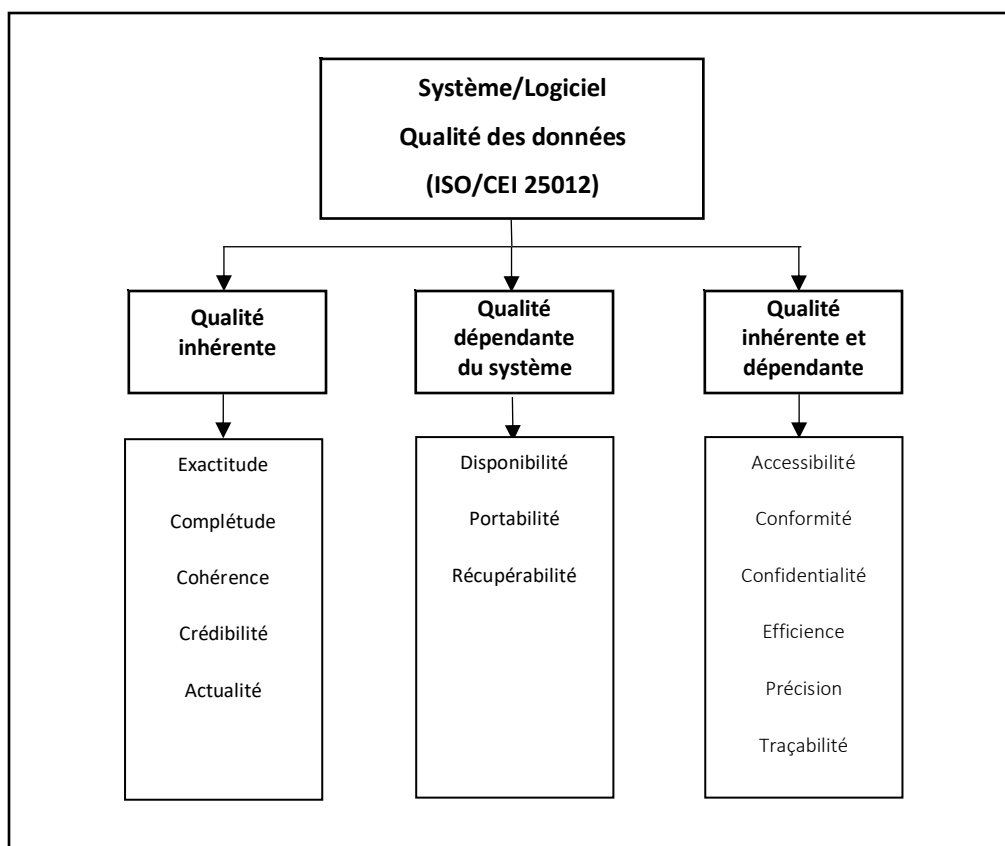 Système/Logiciel
Qualité des données
(ISO/CEI 25012)
Qualité
inhérente
Qualité
dépendante
du système
Qualité
inhérente et
dépendante
Exactitude
Complétude
Cohérence
Crédibilité
Actualité
Disponibilité
Portabilité
Récupérabilité
Accessibilité
Conformité
Confidentialité
Efficience
Précision
Traçabilité